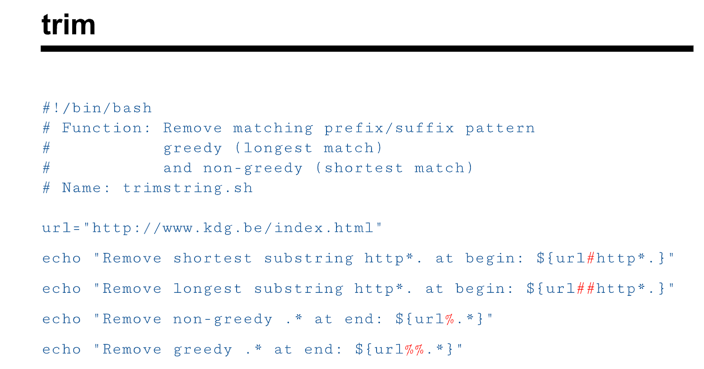 trim
#!/bin/bash
# Function: Remove matching prefix/suffix pattern
#           greedy (longest match)
#           and non-greedy (shortest match)
# Name: trimstring.sh
url="http://www.kdg.be/index.html"
echo "Remove shortest substring http*. at begin: ${url#http*.}"
echo "Remove longest substring http*. at begin: ${url##http*.}"
echo "Remove non-greedy .* at end: ${url%.*}"
echo "Remove greedy .* at end: ${url%%.*}"